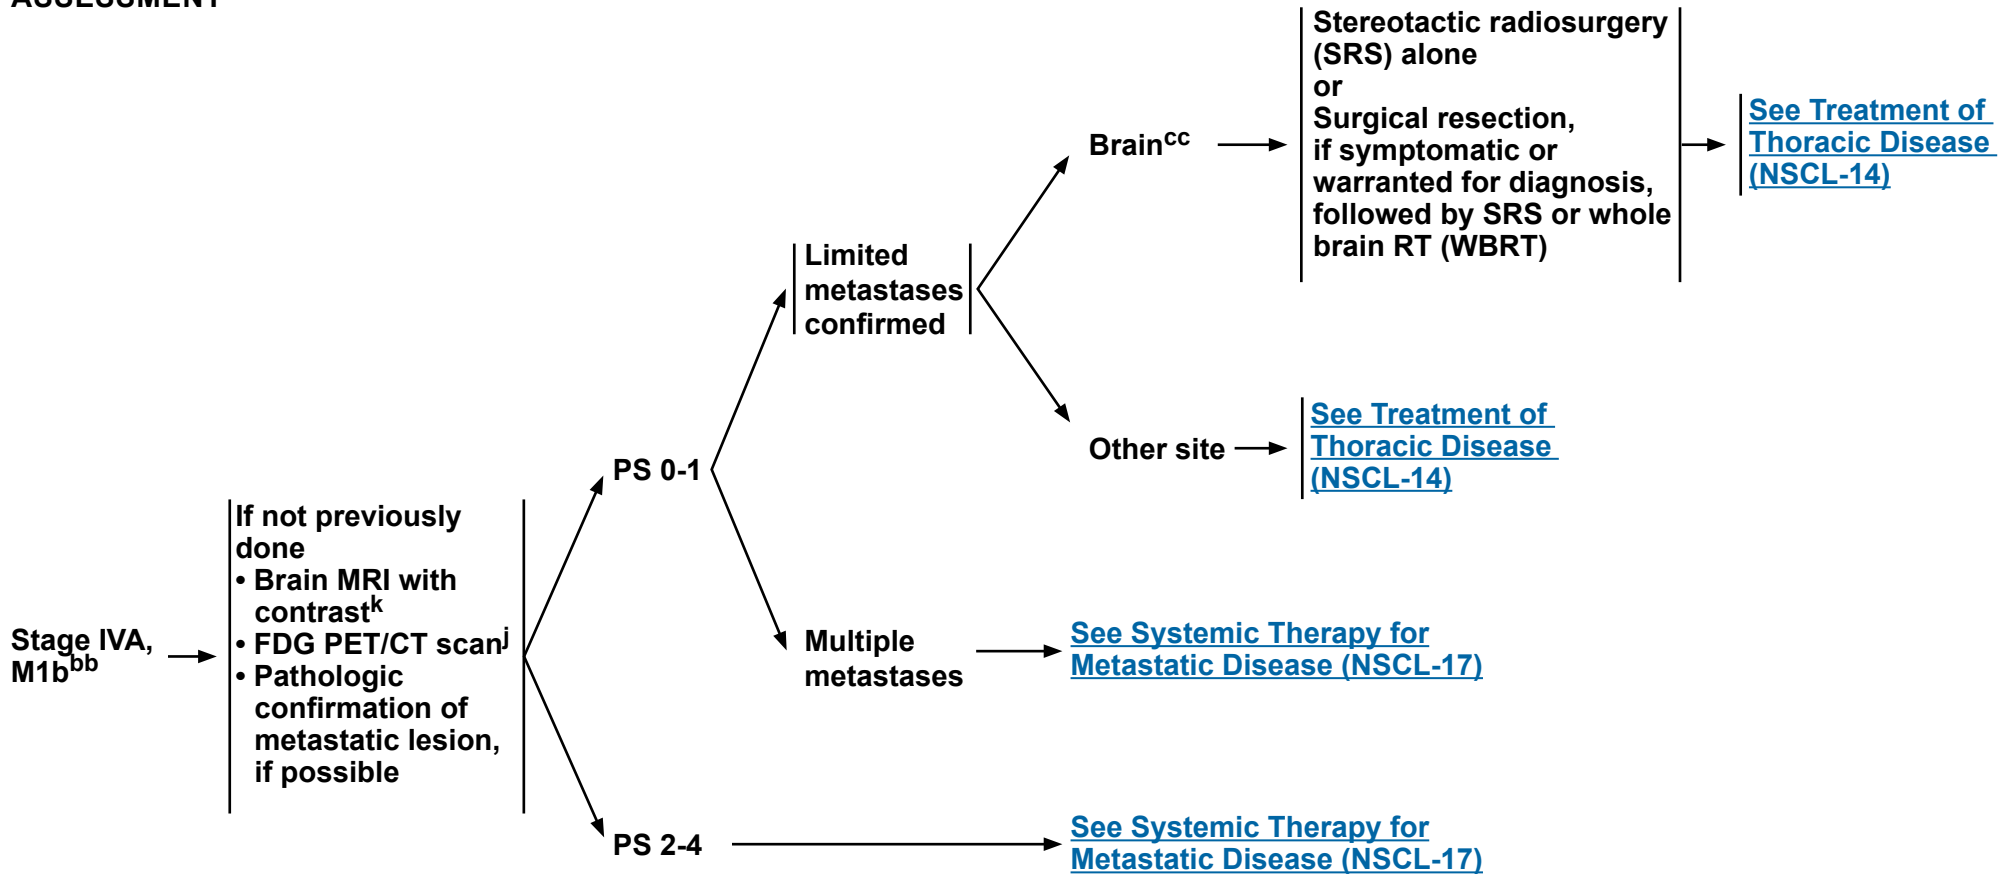 ASSESSMENT
Stage IVA,
M1bbb
If not previously
done
• Brain MRI with
contrastk
• FDG PET/CT scanj
• Pathologic
confirmation of
metastatic lesion,
if possible
PS 0-1
Limited
metastases
confirmed
Braincc
Stereotactic radiosurgery
(SRS) alone
or
Surgical resection,
if symptomatic or
warranted for diagnosis,
followed by SRS or whole
brain RT (WBRT)
See Treatment of
Thoracic Disease
(NSCL-14)
Other site
See Treatment of
Thoracic Disease
(NSCL-14)
Multiple
metastases
See Systemic Therapy for
Metastatic Disease (NSCL-17)
PS 2-4
See Systemic Therapy for
Metastatic Disease (NSCL-17)